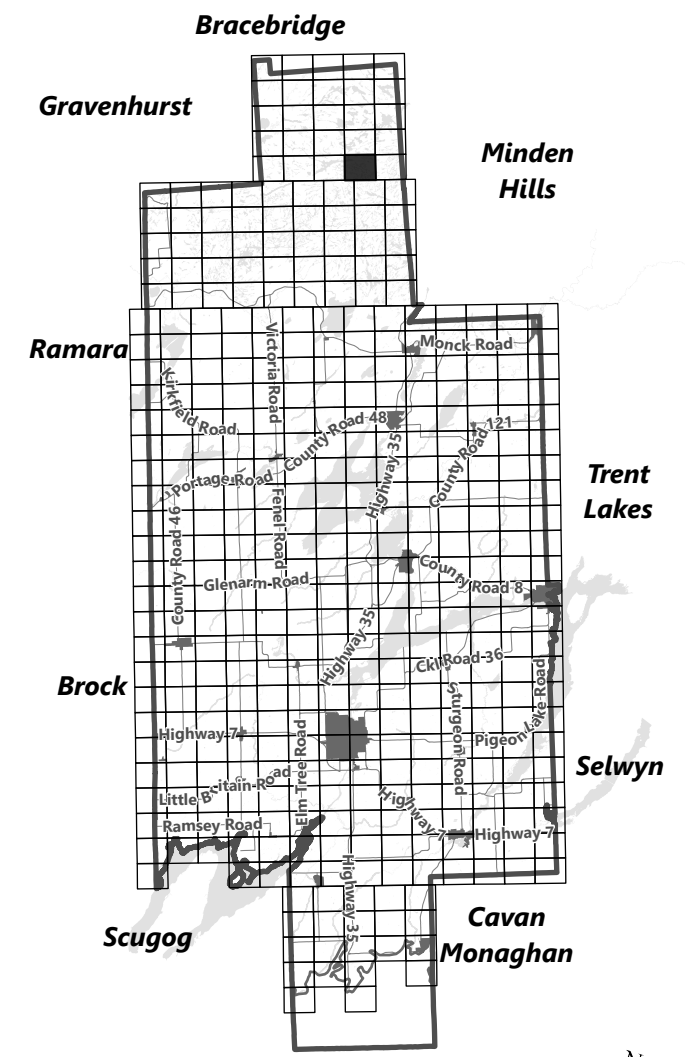 Bracebridge
Gravenhurst
Minden
Hills
Ramara
Monck Road
Victoria Road
Kirkfield Road
County Road 48
County Road 121
Highway 35
Portage Road
Trent
Lakes
Fenel Road
County Road 46
County Road 8
Glenarm Road
Highway 35
Ckl Road 36
Brock
Sturgeon Road
Pigeon Lake Road
Highway 7
Elm Tree Road
Selwyn
Little Britain Road
Highway 7
Ramsey Road
Highway 7
Highway 35
Scugog
Cavan
Monaghan
N